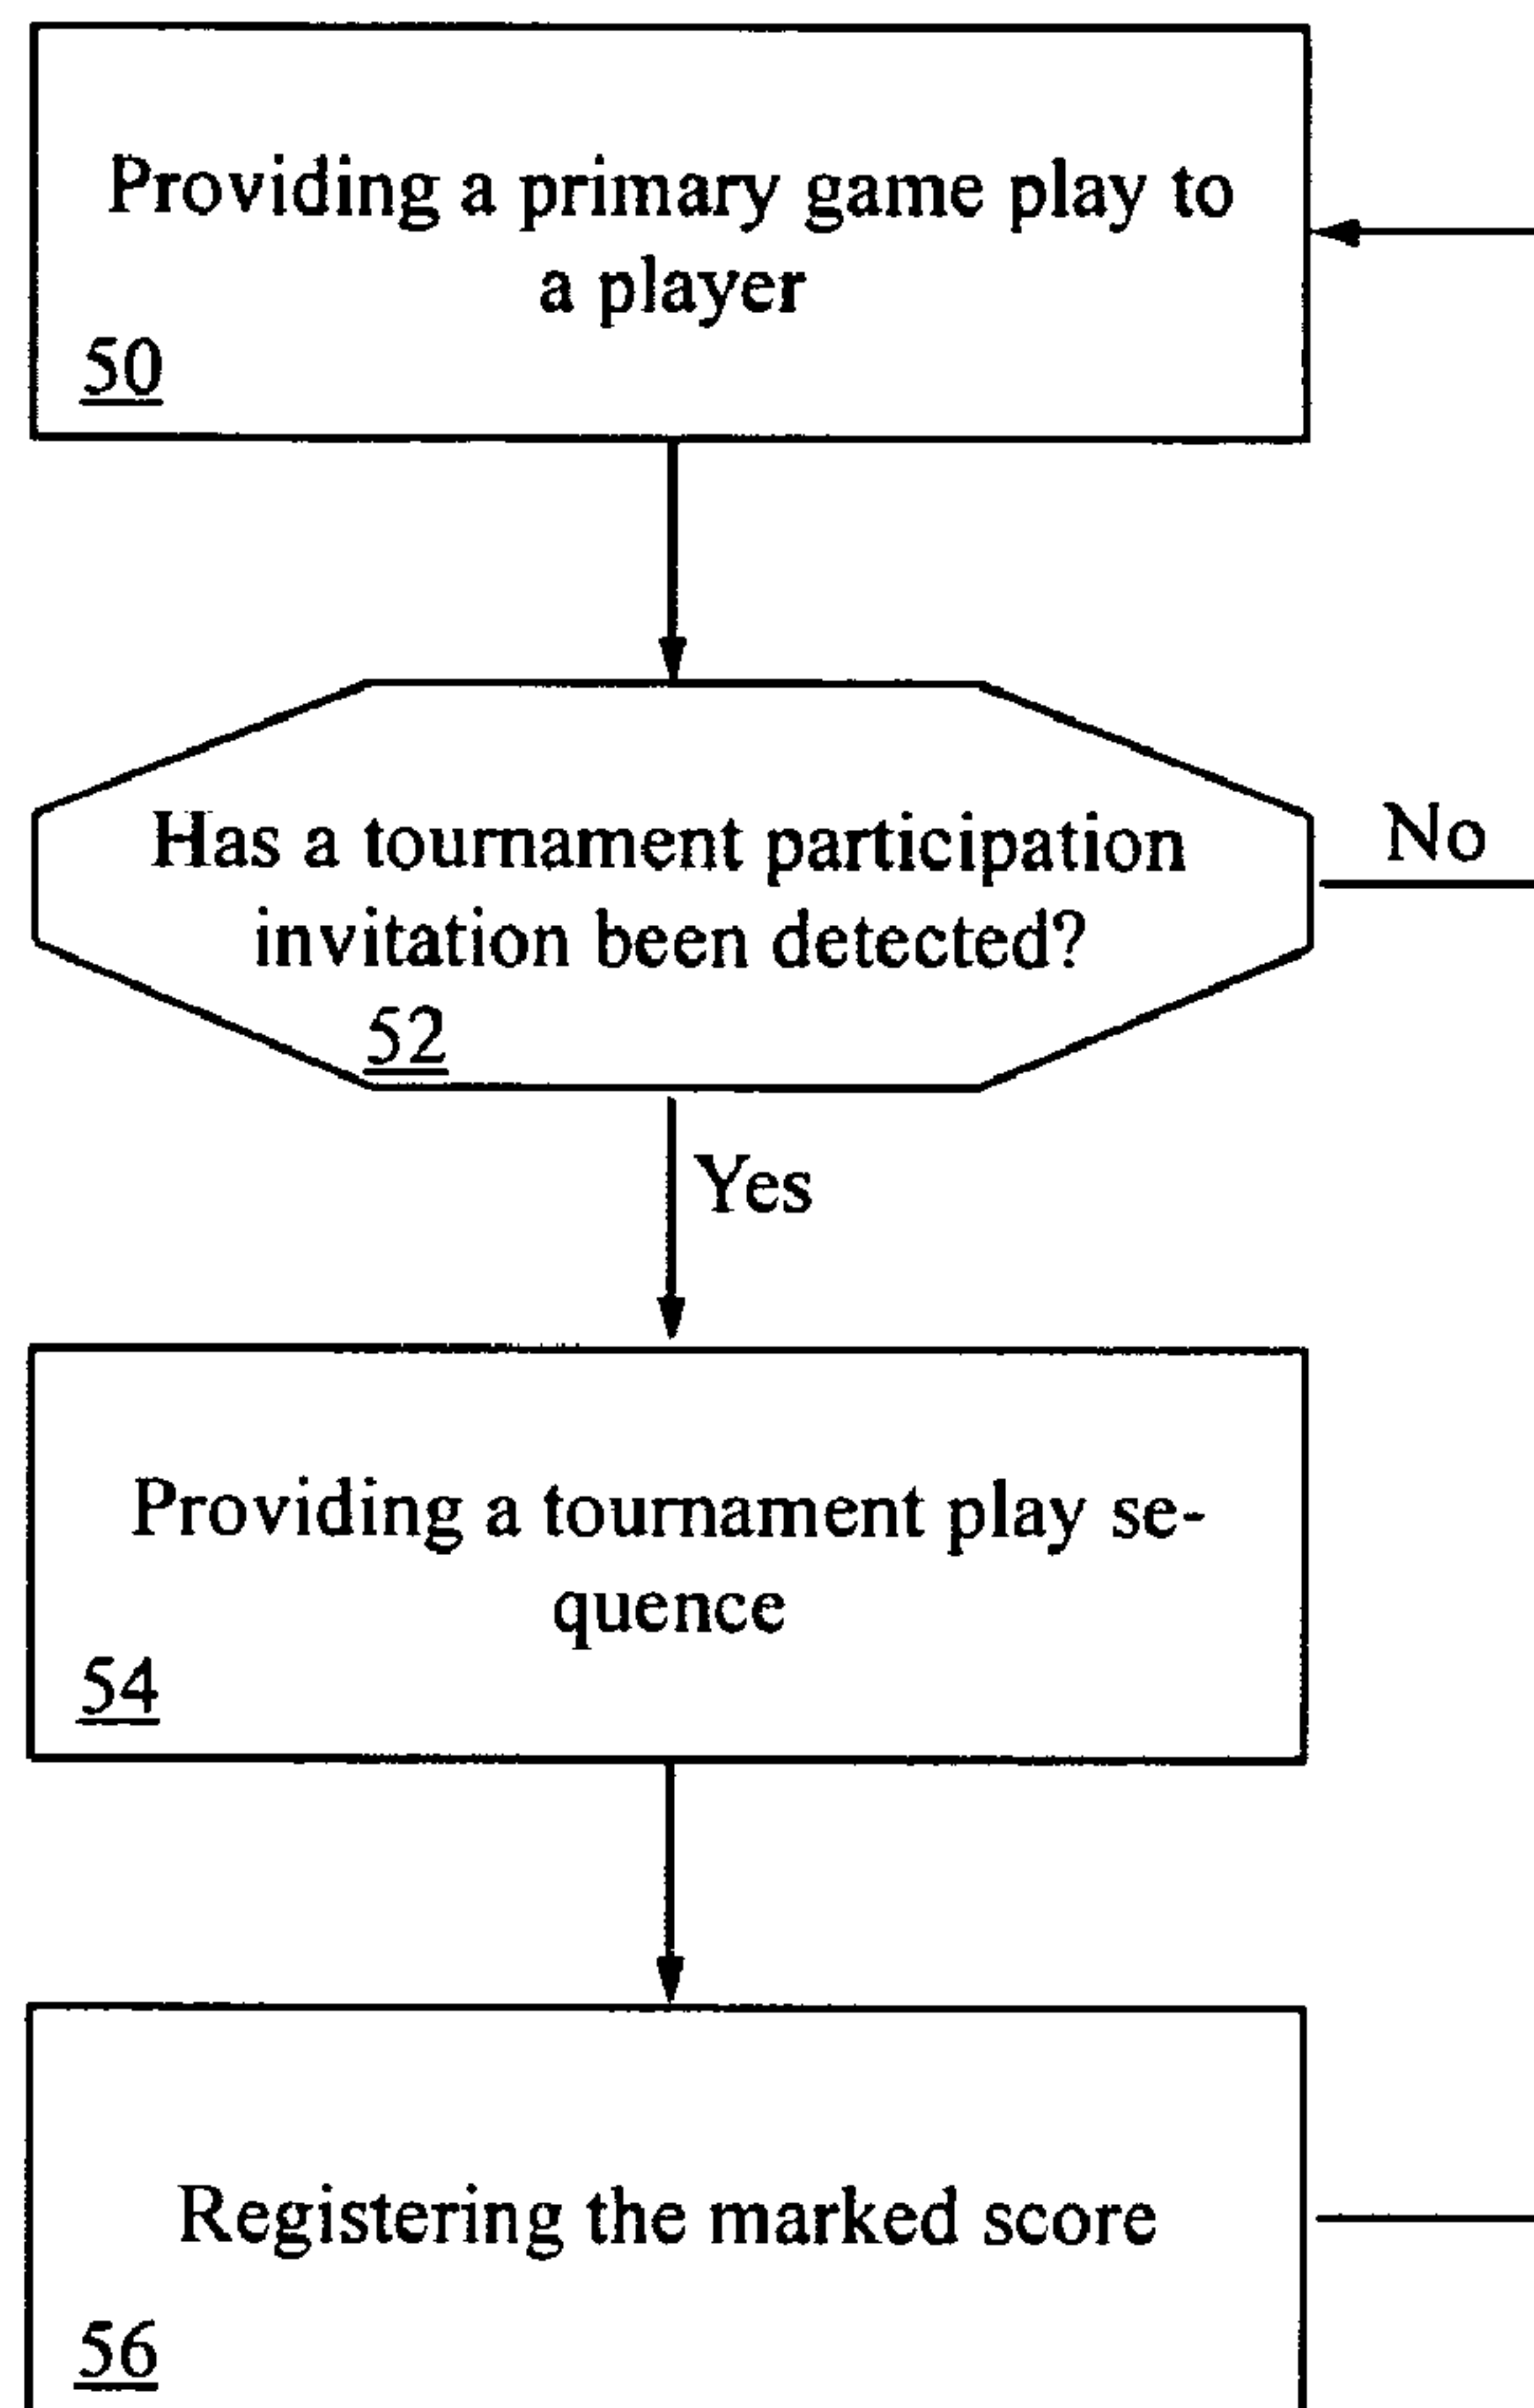 Providing a primary game play to
a player
50
Has a tournament participation
No
invitation been detected?
52
Yes
Providing a tournament play se-
quence
54
Registering the marked score
56